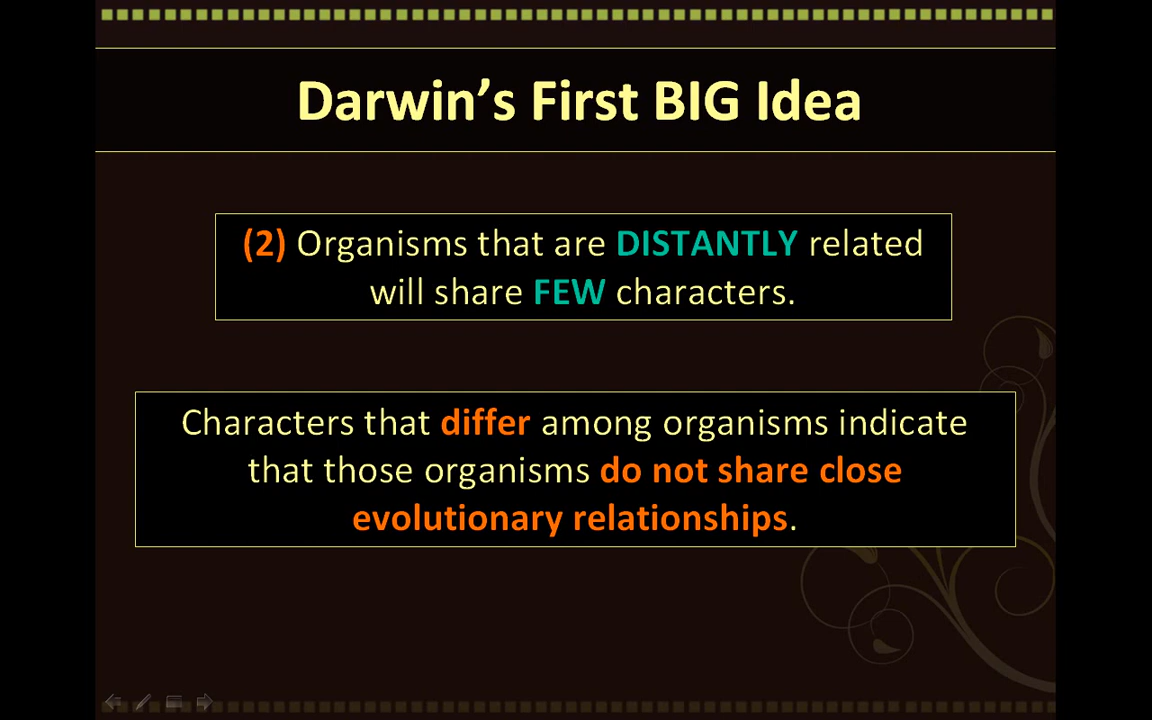 Darwin’s First BIG Idea
(2) Organisms that are DISTANTLY related
will share FEW characters.
Characters that differ among organisms indicate
that those organisms do not share close
evolutionary relationships.